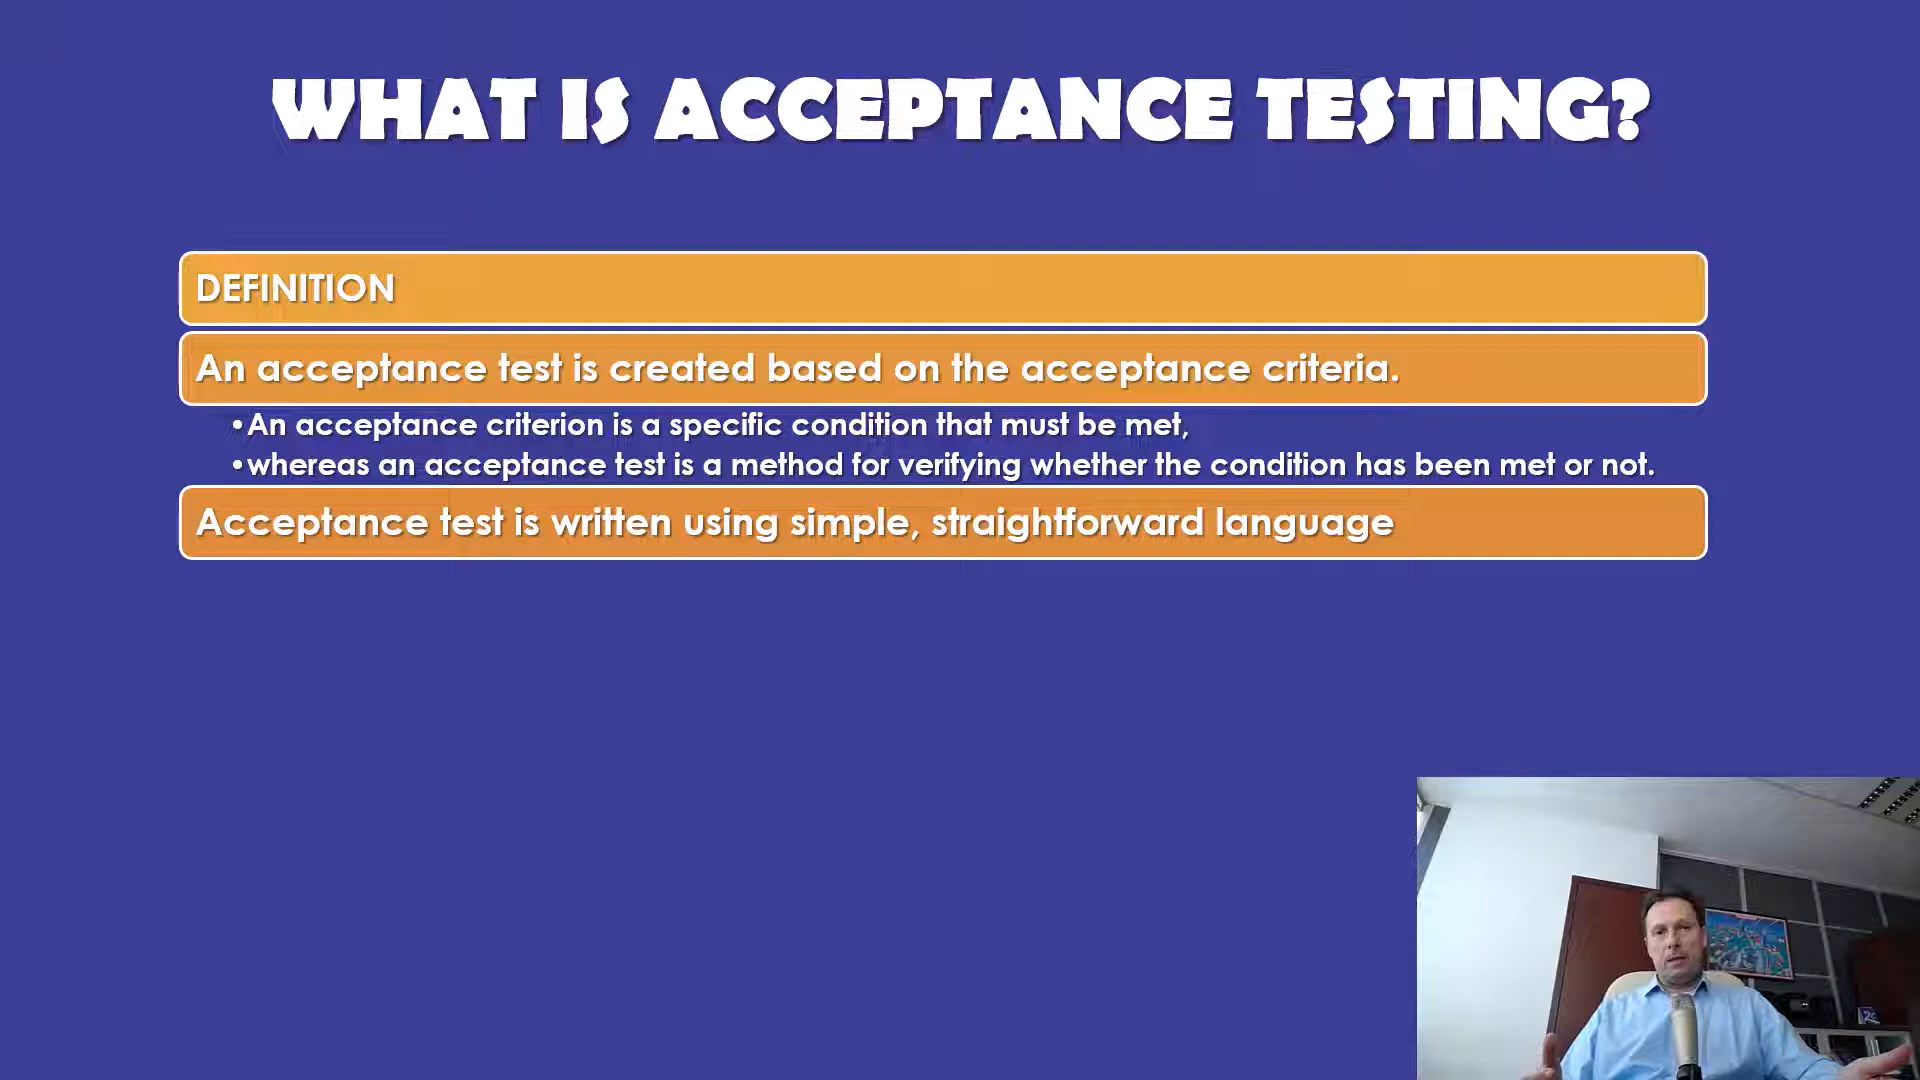 WHAT IS ACCEPTANCE TESTING?
DEFINITION
An acceptance test is created based on the acceptance criteria.
•An acceptance criterion is a specific condition that must be met,
•whereas an acceptance test is a method for verifying whether the condition has been met or not.
Acceptance test is written using simple, straightforward language